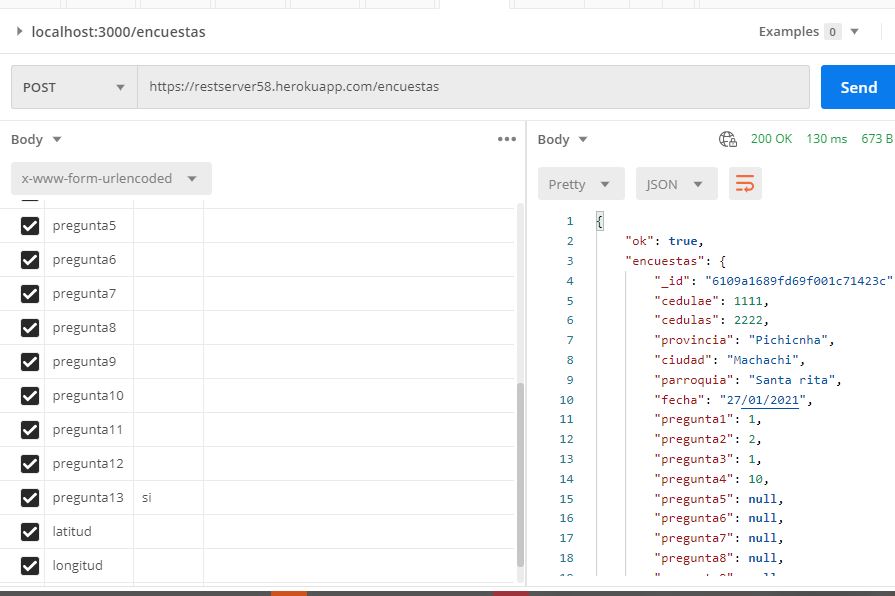 localhost:3000/encuestas
Examples 0
POST https://restserver58.herokuapp.com/encuestas Send
Body
x-www-form-urlencoded
pregunta5
pregunta6
pregunta7
pregunta8
pregunta9
pregunta10
pregunta11
pregunta12
pregunta13 si
latitud
longitud
Body 200 OK 130 ms 673 B
Pretty JSON
1 {
2 "ok": true,
3 "encuestas": {
4 "_id": "6109a1689fd69f001c71423c"
5 "cedulae": 1111,
6 "cedulas": 2222,
7 "provincia": "Pichicnha",
8 "ciudad": "Machachi",
9 "parroquia": "Santa rita",
10 "fecha": "27/01/2021",
11 "pregunta1": 1,
12 "pregunta2": 2,
13 "pregunta3": 1,
14 "pregunta4": 10,
15 "pregunta5": null,
16 "pregunta6": null,
17 "pregunta7": null,
18 "pregunta8": null,